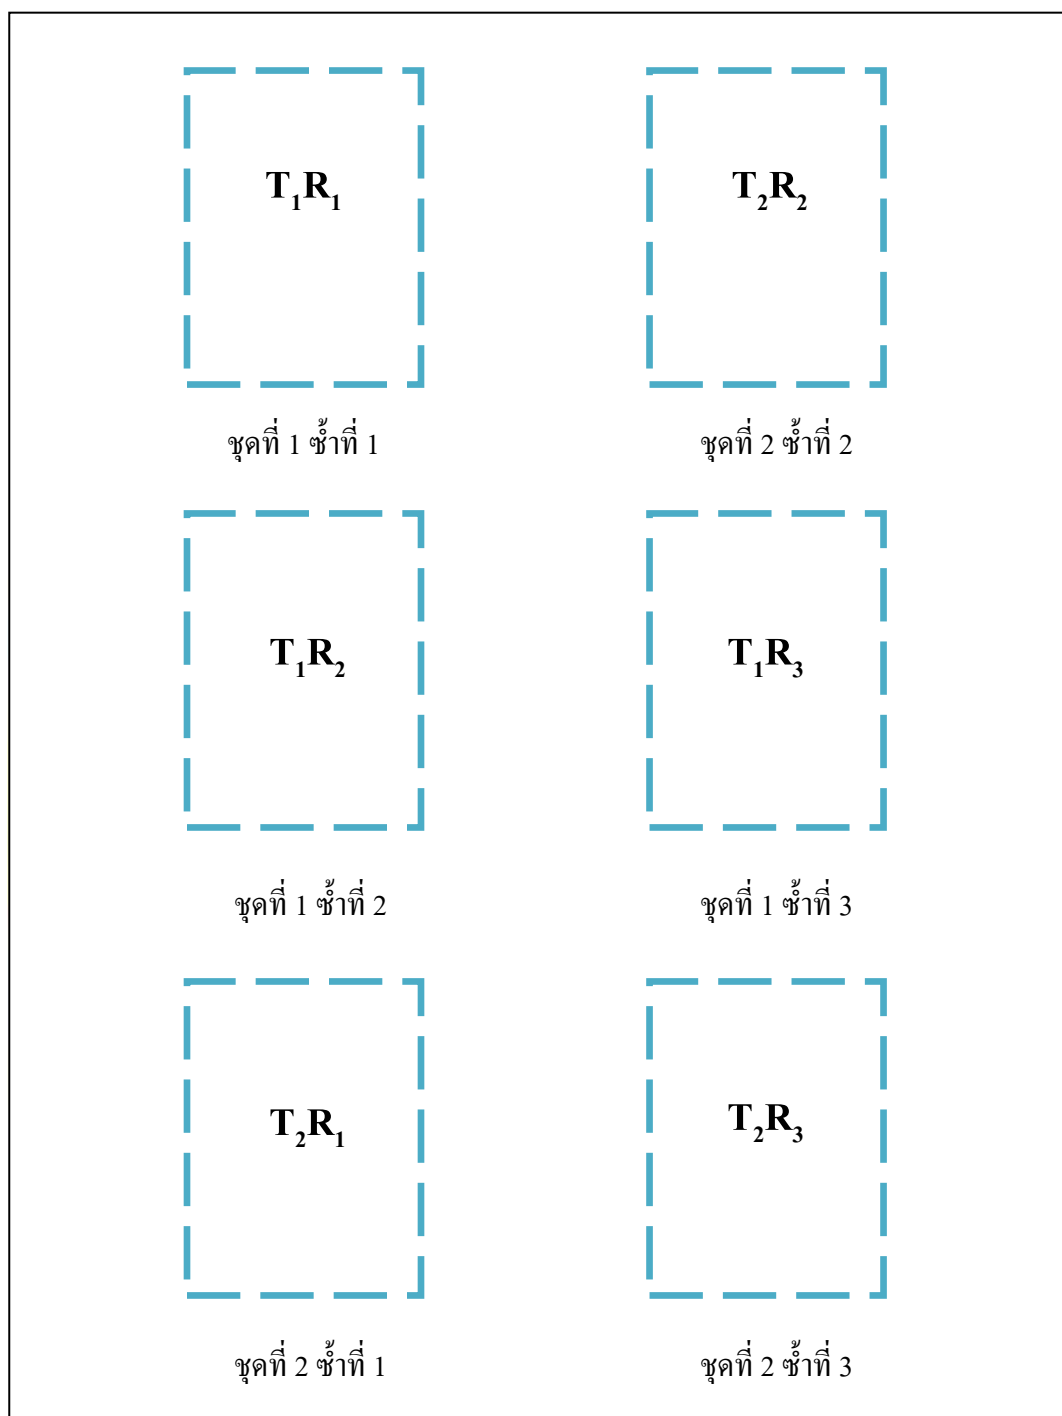 T₁R₁
T₂R₂
ชุดที่ 1 ซ้ำที่ 1
ชุดที่ 2 ซ้ำที่ 2
T₁R₂
T₁R₃
ชุดที่ 1 ซ้ำที่ 2
ชุดที่ 1 ซ้ำที่ 3
T₂R₁
T₂R₃
ชุดที่ 2 ซ้ำที่ 1
ชุดที่ 2 ซ้ำที่ 3